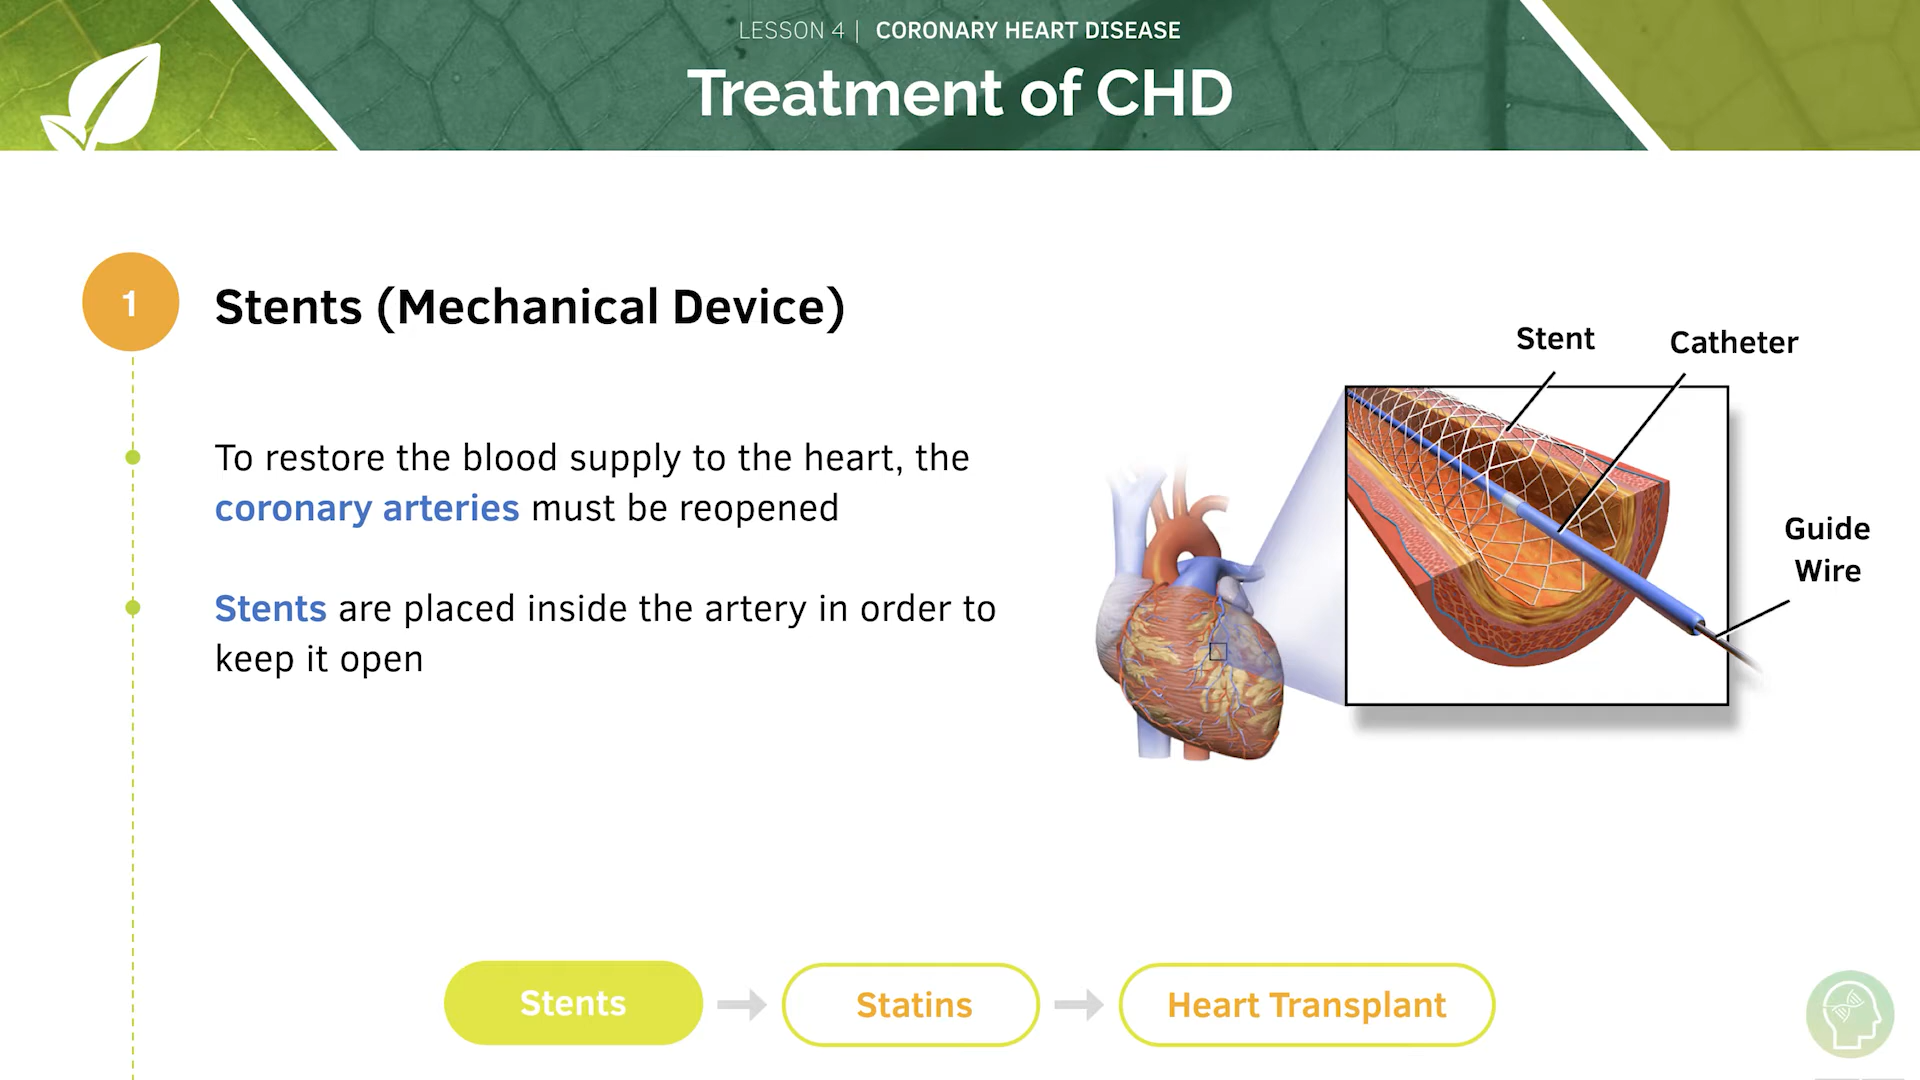 LESSON 4 | CORONARY HEART DISEASE
Treatment of CHD
1
Stents (Mechanical Device)
To restore the blood supply to the heart, the
coronary arteries must be reopened
Stents are placed inside the artery in order to
keep it open
Stent
Catheter
Guide
Wire
Stents
Statins
Heart Transplant